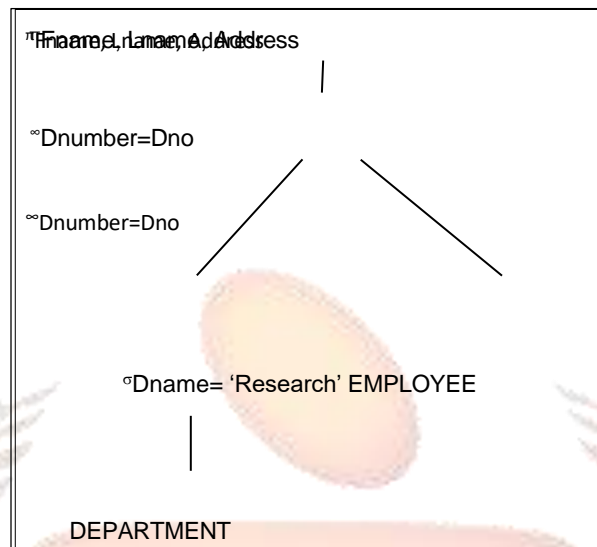 πFname, Lname, Address
∞Dnumber=Dno
∞Dnumber=Dno
σDname= ‘Research’ EMPLOYEE
DEPARTMENT